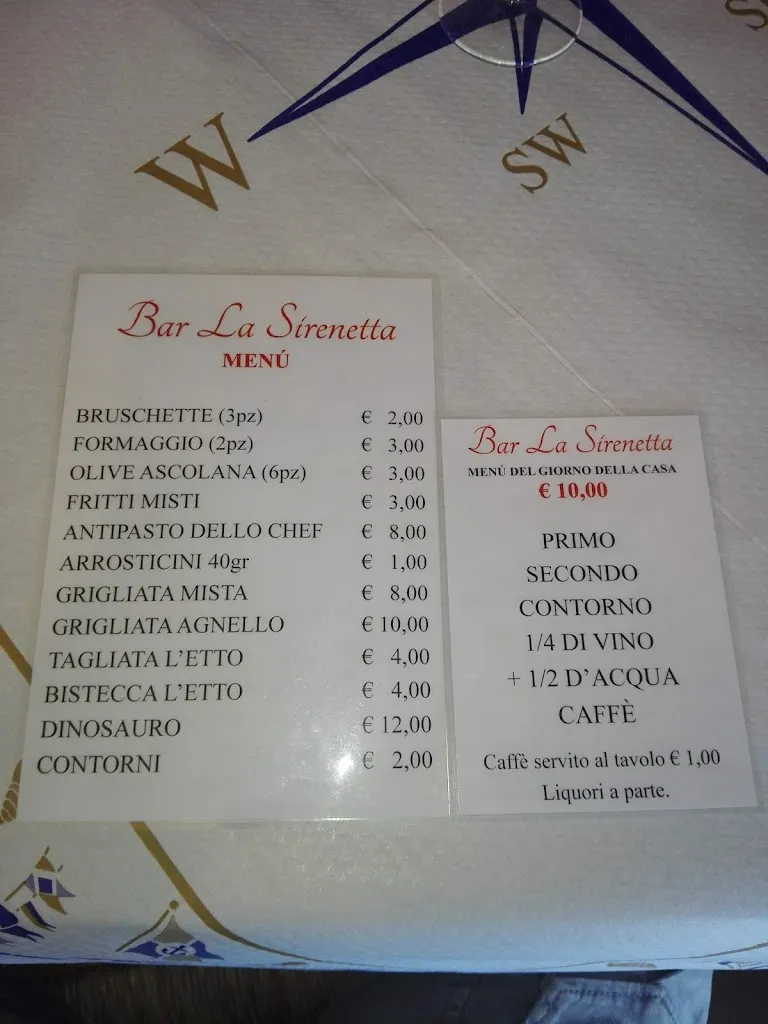 W
SW
SW
Bar La Sirenetta
MENÚ
BRUSCHETTE (3pz) € 2,00
FORMAGGIO (2pz) € 3,00
OLIVE ASCOLANA (6pz) € 3,00
FRITTI MISTI € 3,00
ANTIPASTO DELLO CHEF € 8,00
ARROSTICINI 40gr € 1,00
GRIGLIATA MISTA € 8,00
GRIGLIATA AGNELLO € 10,00
TAGLIATA L'ETTO € 4,00
BISTECCA L'ETTO € 4,00
DINOSAURO € 12,00
CONTORNI € 2,00
Bar La Sirenetta
MENÚ DEL GIORNO DELLA CASA
€ 10,00
PRIMO
SECONDO
CONTORNO
1/4 DI VINO
+ 1/2 D'ACQUA
CAFFÈ
Caffè servito al tavolo € 1,00
Liquori a parte.